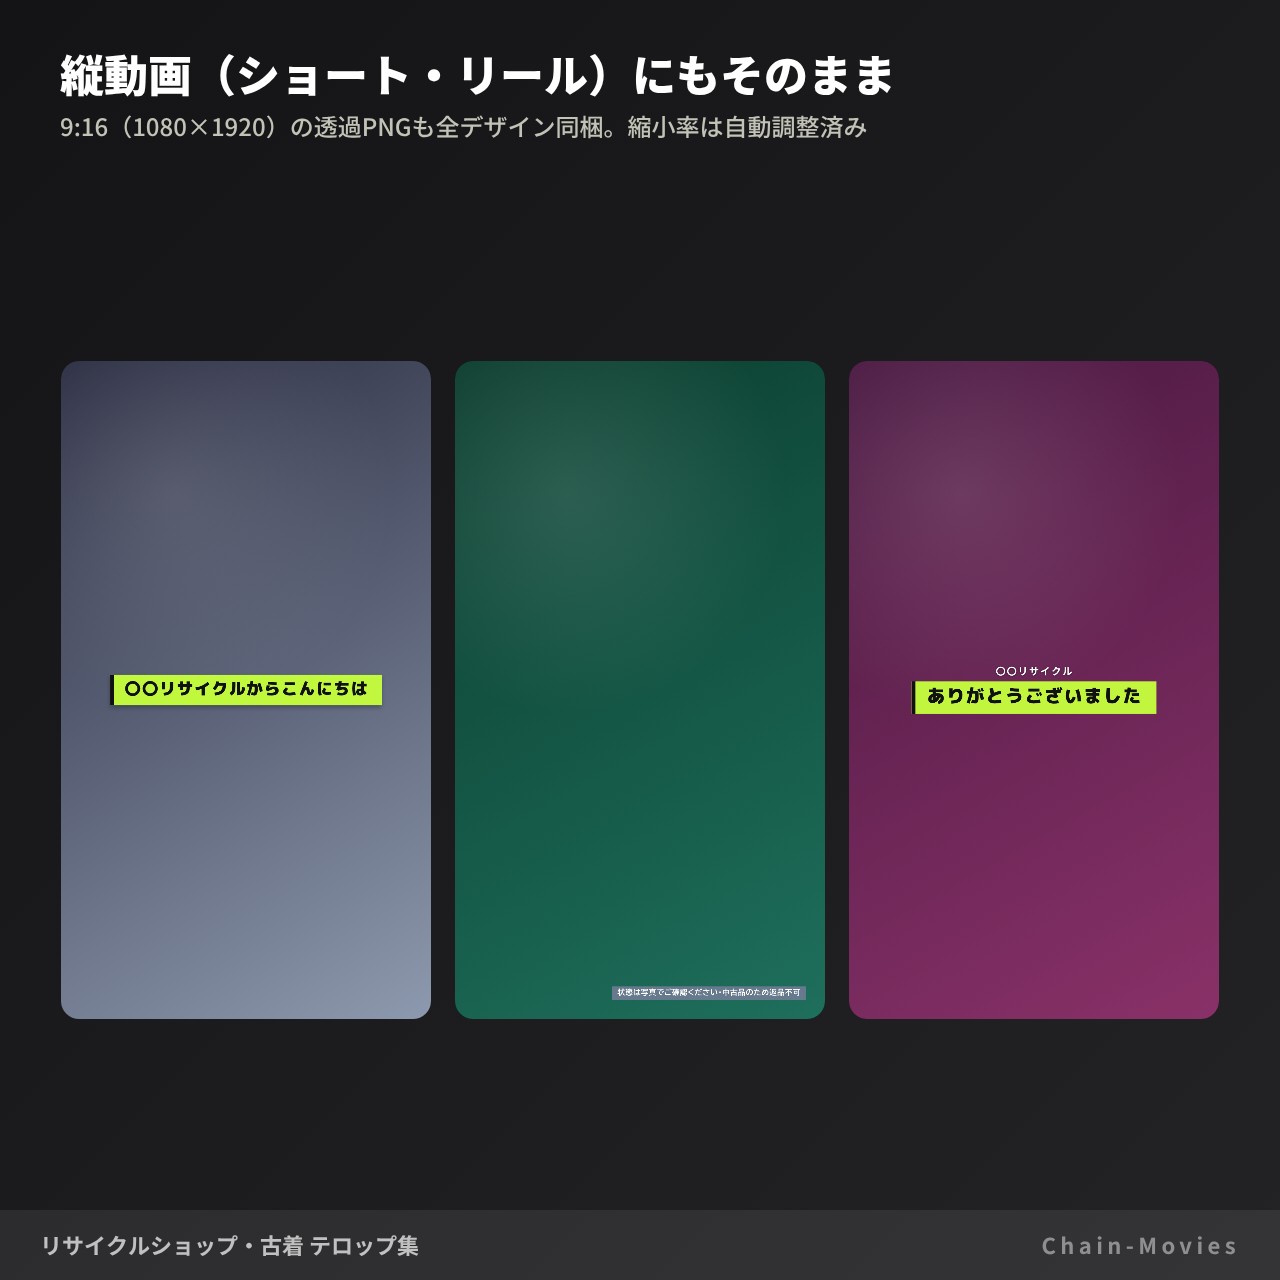 縦動画（ショート・リール）にもそのまま
9:16（1080×1920）の透過PNGも全デザイン同梱。縮小率は自動調整済み
〇〇リサイクルからこんにちは
状態は写真でご確認ください・中古品のため返品不可
〇〇リサイクル
ありがとうございました
リサイクルショップ・古着 テロップ集
Chain-Movies